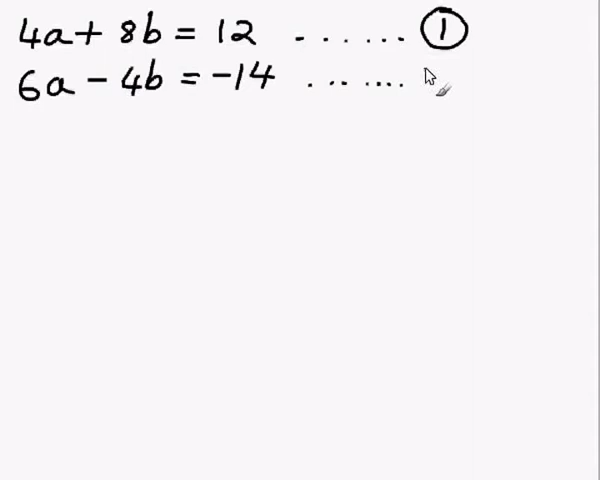 4a + 8b = 12 - . . . . . ①
6a - 4b = -14 . .. ....